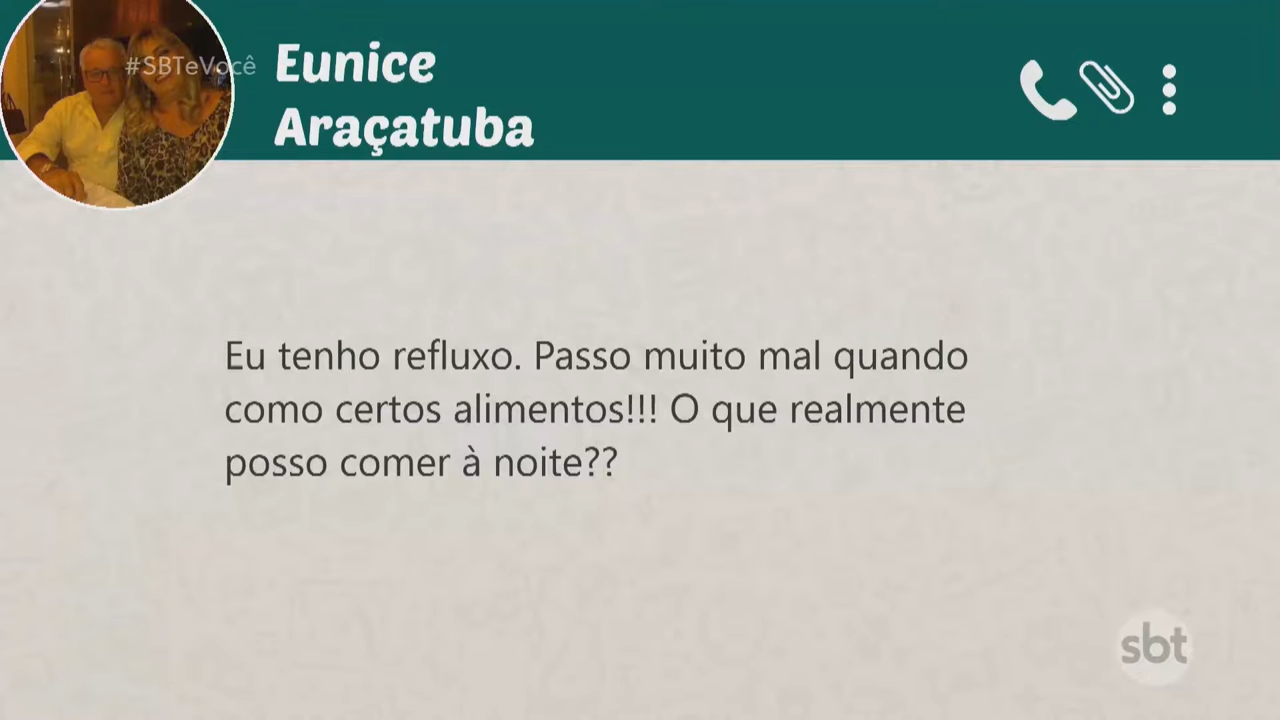 #SBTeVocê
Eunice
Araçatuba
Eu tenho refluxo. Passo muito mal quando
como certos alimentos!!! O que realmente
posso comer à noite??
sbt